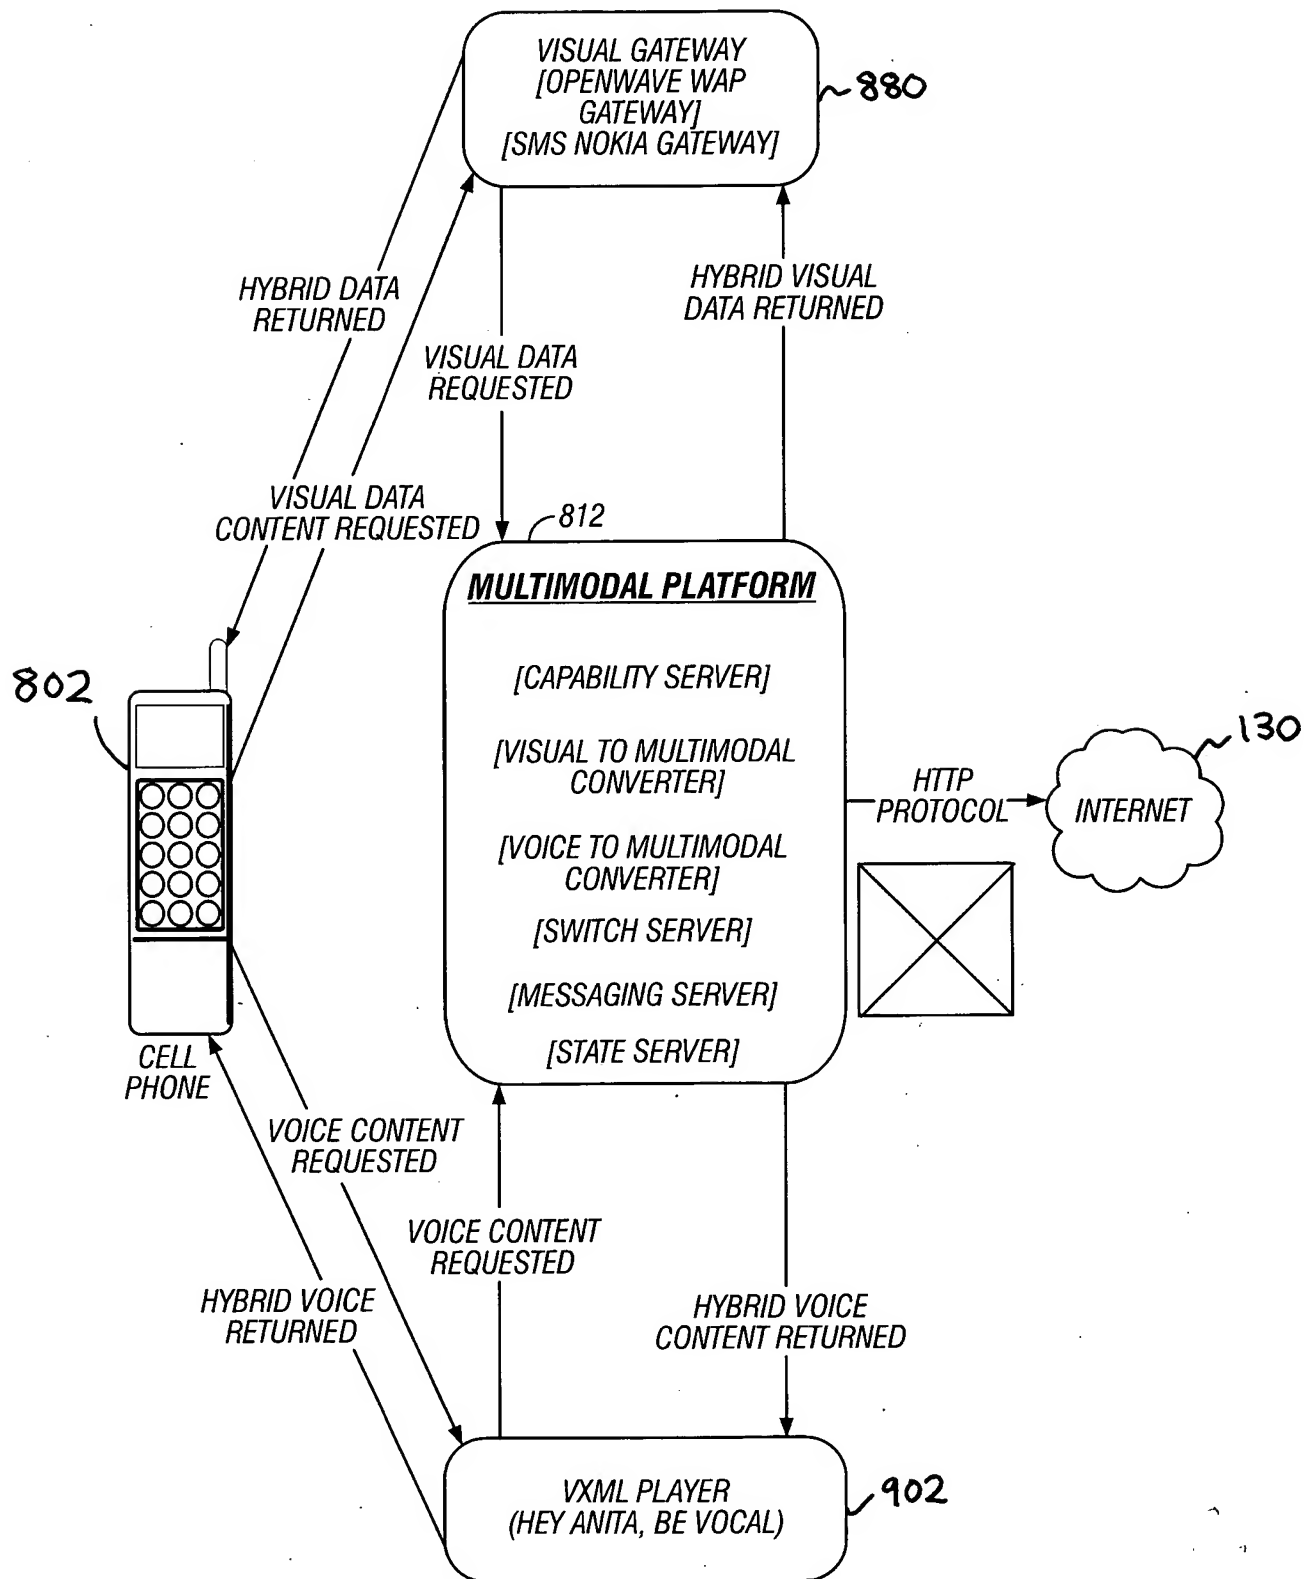 VISUAL GATEWAY
[OPENWAVE WAP
GATEWAY]
[SMS NOKIA GATEWAY]
880
HYBRID DATA
RETURNED
HYBRID VISUAL
DATA RETURNED
VISUAL DATA
REQUESTED
VISUAL DATA
CONTENT REQUESTED
812
MULTIMODAL PLATFORM
[CAPABILITY SERVER]
[VISUAL TO MULTIMODAL
CONVERTER]
[VOICE TO MULTIMODAL
CONVERTER]
[SWITCH SERVER]
[MESSAGING SERVER]
[STATE SERVER]
802
CELL
PHONE
HTTP
PROTOCOL
INTERNET
130
VOICE CONTENT
REQUESTED
VOICE CONTENT
REQUESTED
HYBRID VOICE
RETURNED
HYBRID VOICE
CONTENT RETURNED
VXML PLAYER
(HEY ANITA, BE VOCAL)
902